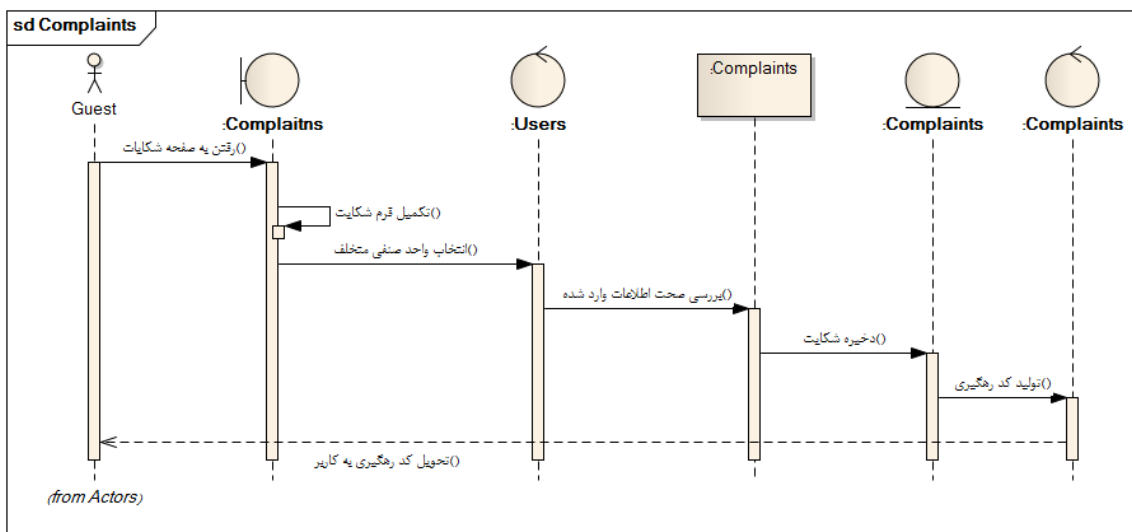 sd Complaints
Guest
:Complaitns
:Users
:Complaints
:Complaints
:Complaints
()رفتن به صفحه شکایات
()تکمیل فرم شکایت
()انتخاب واحد صنفی متخلف
()بررسی صحت اطلاعات وارد شده
()ذخیره شکایت
()تولید کد رهگیری
()تحویل کد رهگیری به کاربر
(from Actors)